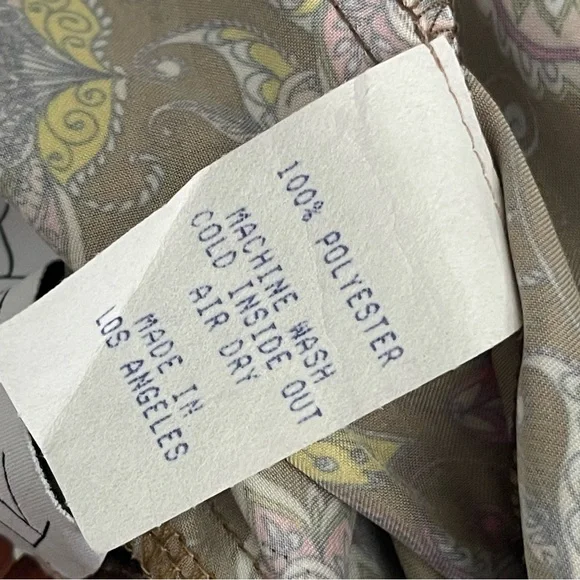 100% POLYESTER
MACHINE WASH
COLD INSIDE OUT
AIR DRY
MADE IN
LOS ANGELES